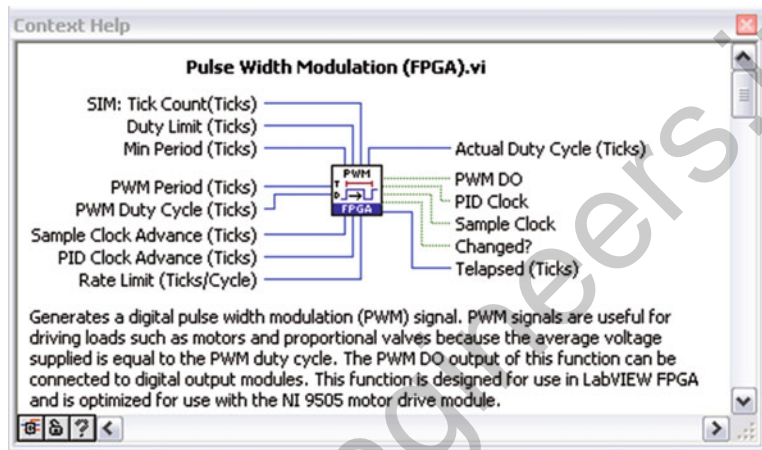 Context Help
Pulse Width Modulation (FPGA).vi
SIM: Tick Count(Ticks)
Duty Limit (Ticks)
Min Period (Ticks)
PWM Period (Ticks)
PWM Duty Cycle (Ticks)
Sample Clock Advance (Ticks)
PID Clock Advance (Ticks)
Rate Limit (Ticks/Cycle)
PWM
T
D
FPGA
Actual Duty Cycle (Ticks)
PWM DO
PID Clock
Sample Clock
Changed?
Telapsed (Ticks)
Generates a digital pulse width modulation (PWM) signal. PWM signals are useful for
driving loads such as motors and proportional valves because the average voltage
supplied is equal to the PWM duty cycle. The PWM DO output of this function can be
connected to digital output modules. This function is designed for use in LabVIEW FPGA
and is optimized for use with the NI 9505 motor drive module.
?